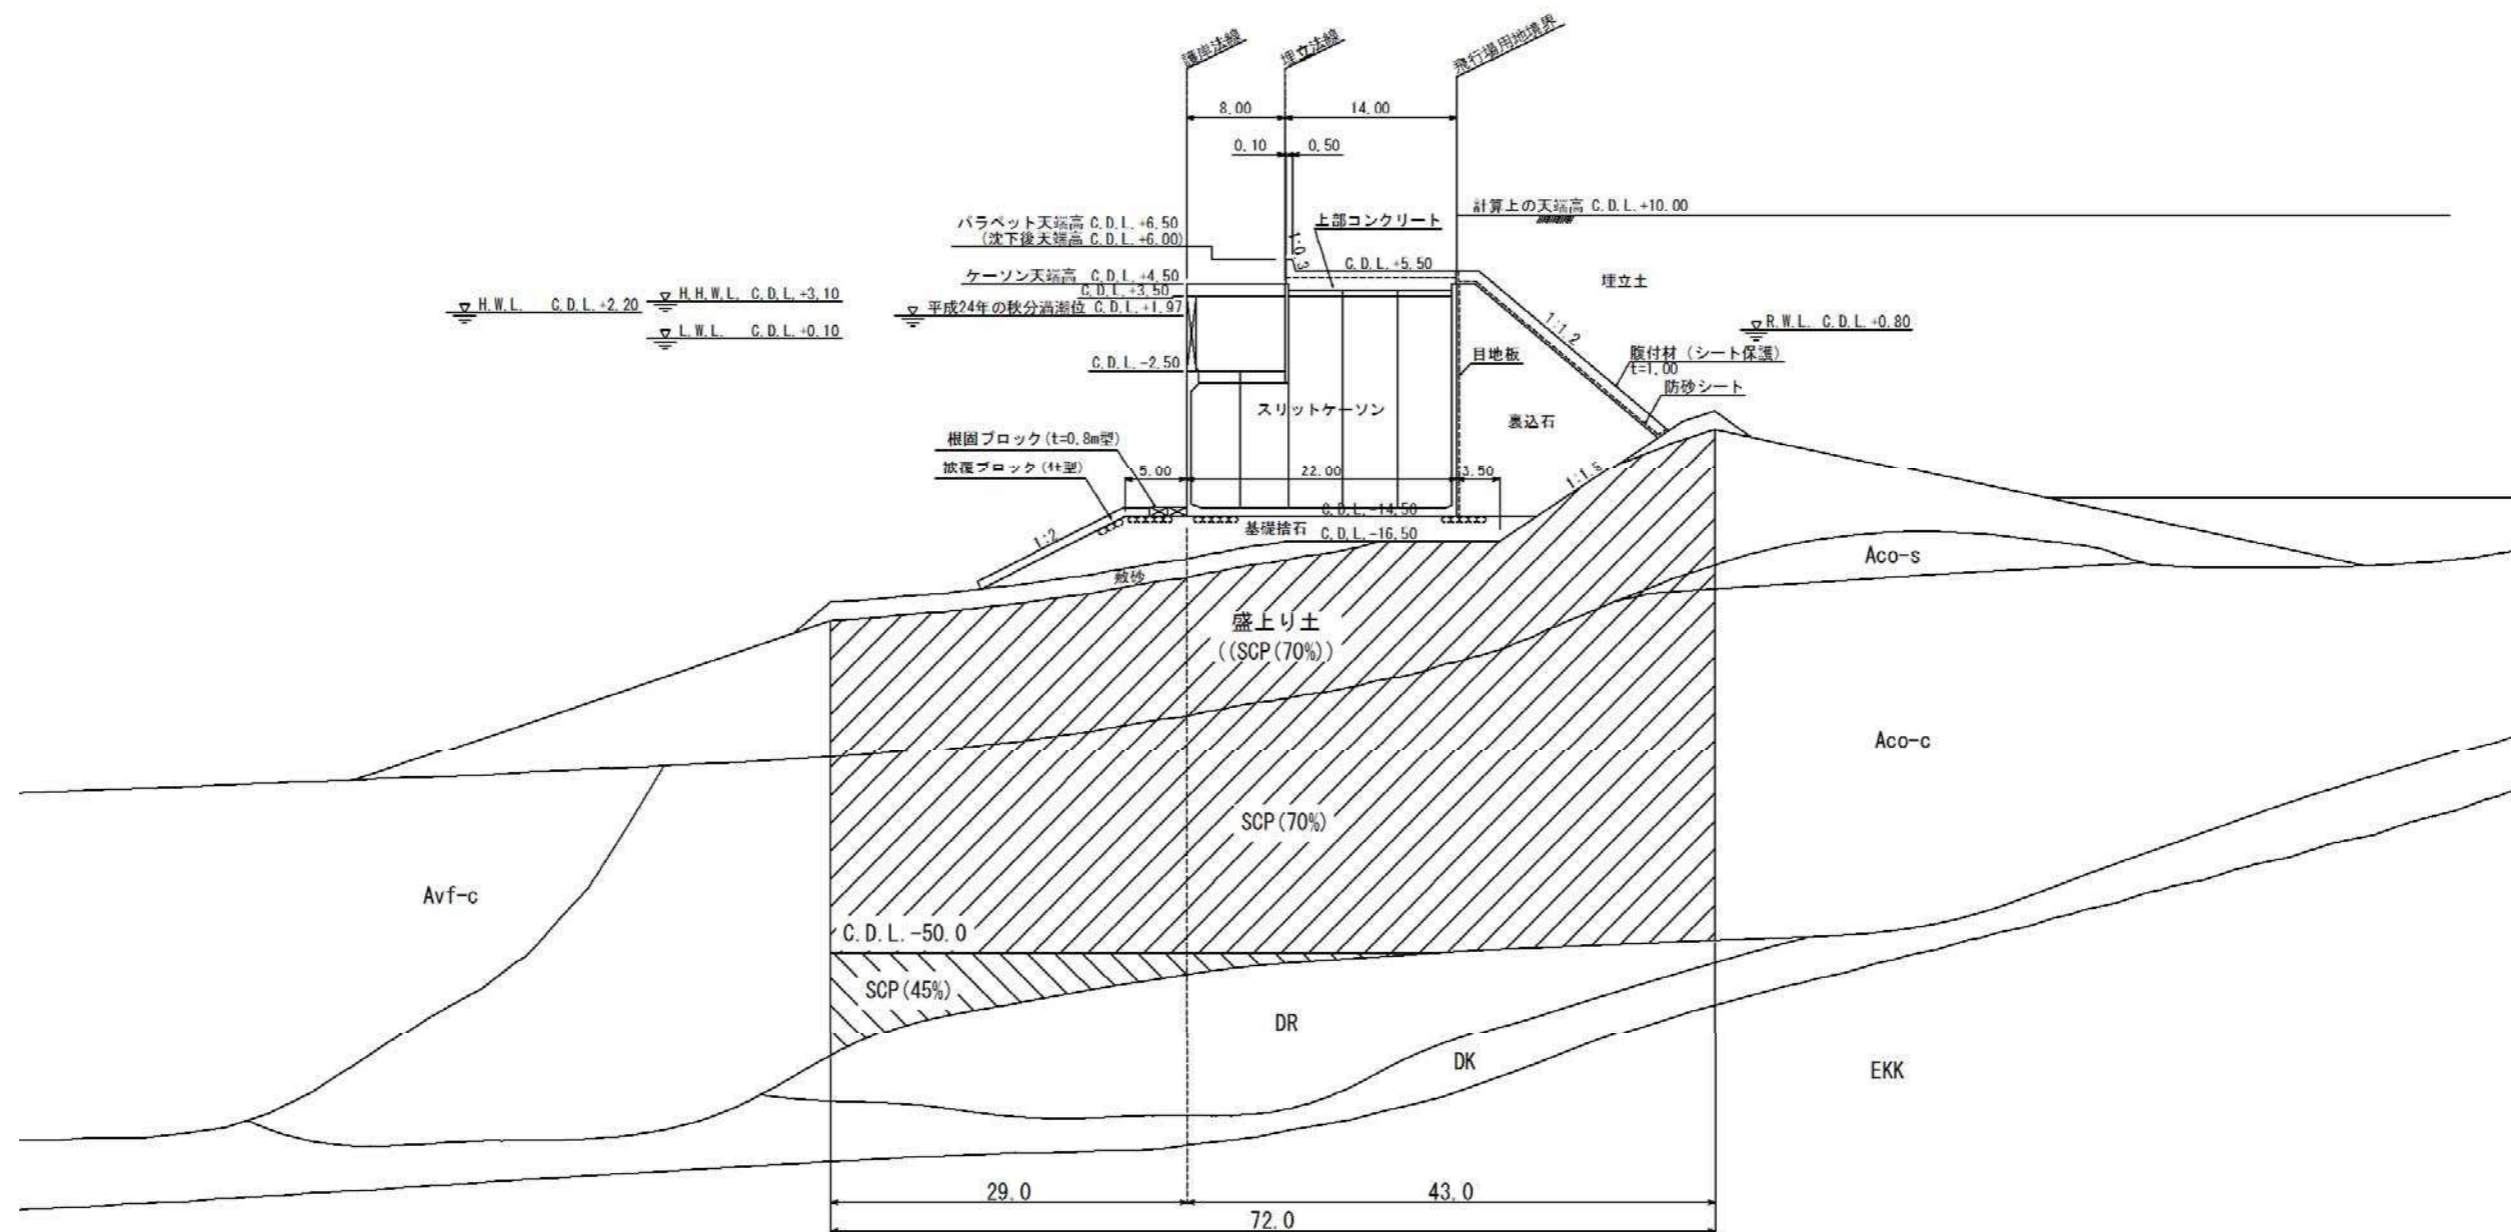 護岸法線
埋立法線
飛行場用地境界
8.00
14.00
0.10
0.50
パラペット天端高 C.D.L.+6.50
(沈下後天端高 C.D.L.+6.00)
上部コンクリート
計算上の天端高 C.D.L.+10.00
1:0.3
C.D.L.+5.50
ケーソン天端高 C.D.L.+4.50
C.D.L.+3.50
埋立土
H.W.L. C.D.L.+2.20
H.H.W.L. C.D.L.+3.10
平成24年の秋分満潮位 C.D.L.+1.97
L.W.L. C.D.L.+0.10
1:1.2
R.W.L. C.D.L.+0.80
C.D.L.-2.50
目地板
腹付材(シート保護)
t=1.00
防砂シート
スリットケーソン
裏込石
根固ブロック(t=0.8m型)
被覆ブロック(4t型)
5.00
22.00
3.50
1:1.5
C.D.L.-14.50
基礎捨石
C.D.L.-16.50
1:2
敷砂
Aco-s
盛上り土
((SCP(70%))
Aco-c
SCP(70%)
Avf-c
C.D.L.-50.0
SCP(45%)
DR
DK
EKK
29.0
43.0
72.0